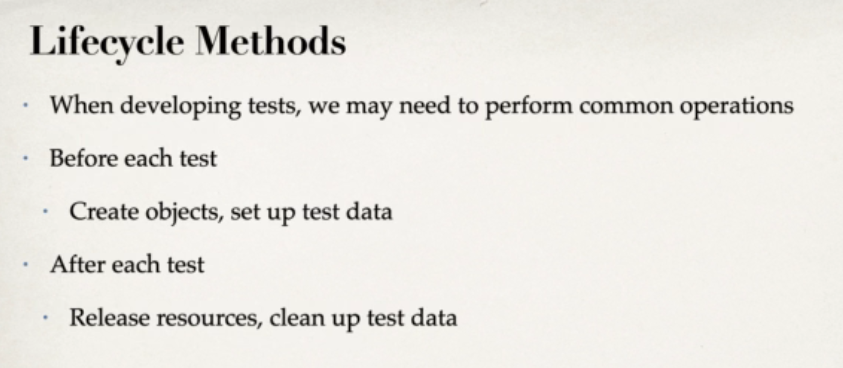 Lifecycle Methods
· When developing tests, we may need to perform common operations
· Before each test
· Create objects, set up test data
· After each test
· Release resources, clean up test data